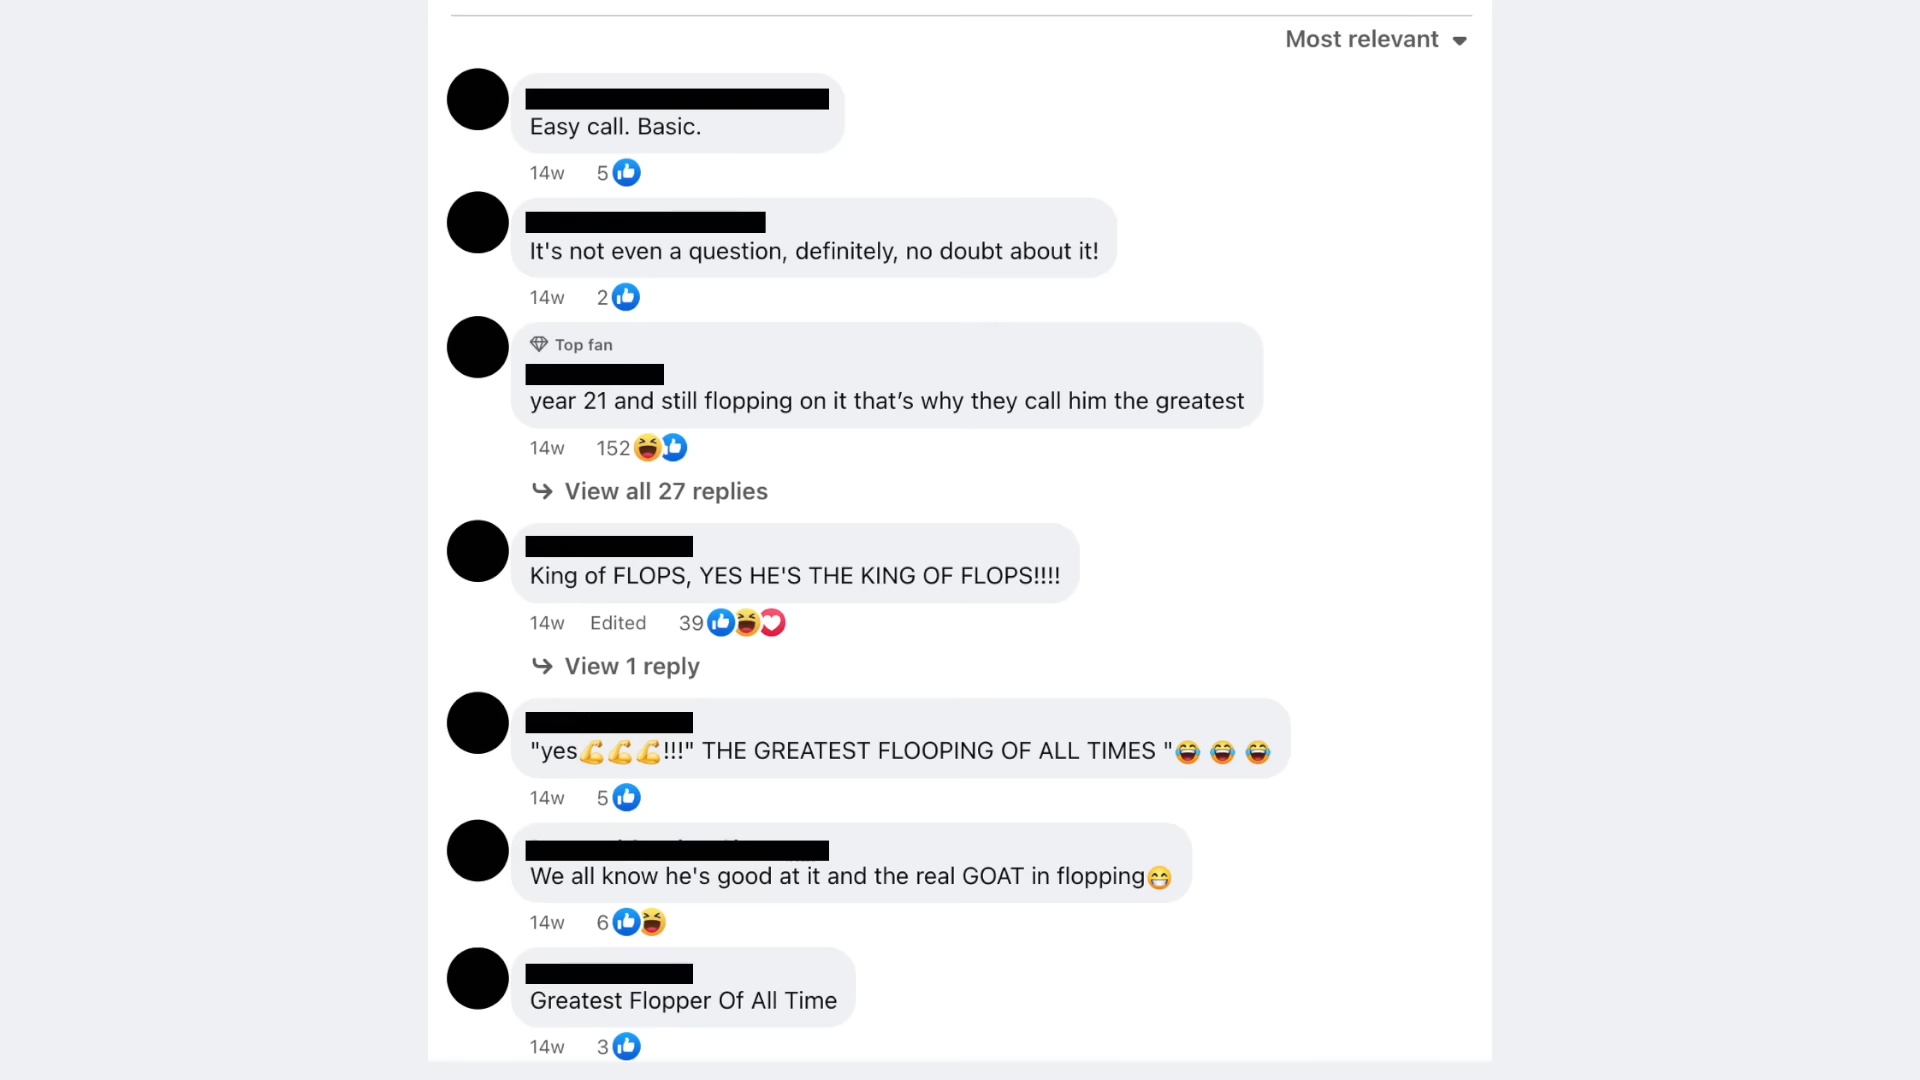 Most relevant
Easy call. Basic.
14w 5
It's not even a question, definitely, no doubt about it!
14w 2
Top fan
year 21 and still flopping on it that’s why they call him the greatest
14w 152
View all 27 replies
King of FLOPS, YES HE'S THE KING OF FLOPS!!!!
14w Edited 39
View 1 reply
"yes💪💪💪!!!" THE GREATEST FLOOPING OF ALL TIMES "😂 😂 😂
14w 5
We all know he's good at it and the real GOAT in flopping😁
14w 6
Greatest Flopper Of All Time
14w 3